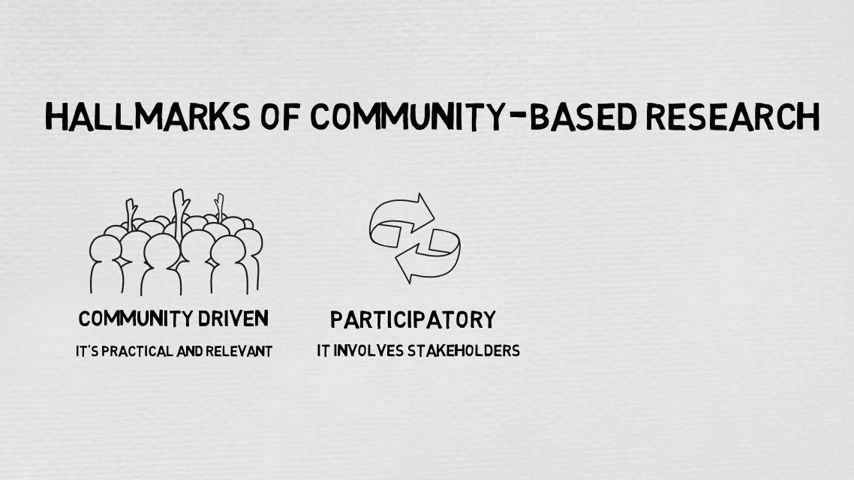 HALLMARKS OF COMMUNITY-BASED RESEARCH
COMMUNITY DRIVEN
IT'S PRACTICAL AND RELEVANT
PARTICIPATORY
IT INVOLVES STAKEHOLDERS